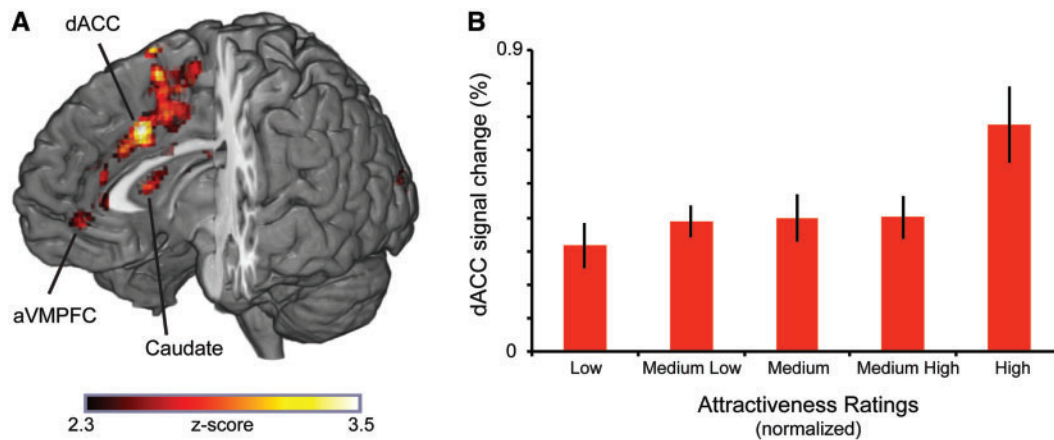 A
dACC
aVMPFC
Caudate
2.3 z-score 3.5
B
0.9
dACC signal change (%)
0
Low Medium Low Medium Medium High High
Attractiveness Ratings
(normalized)